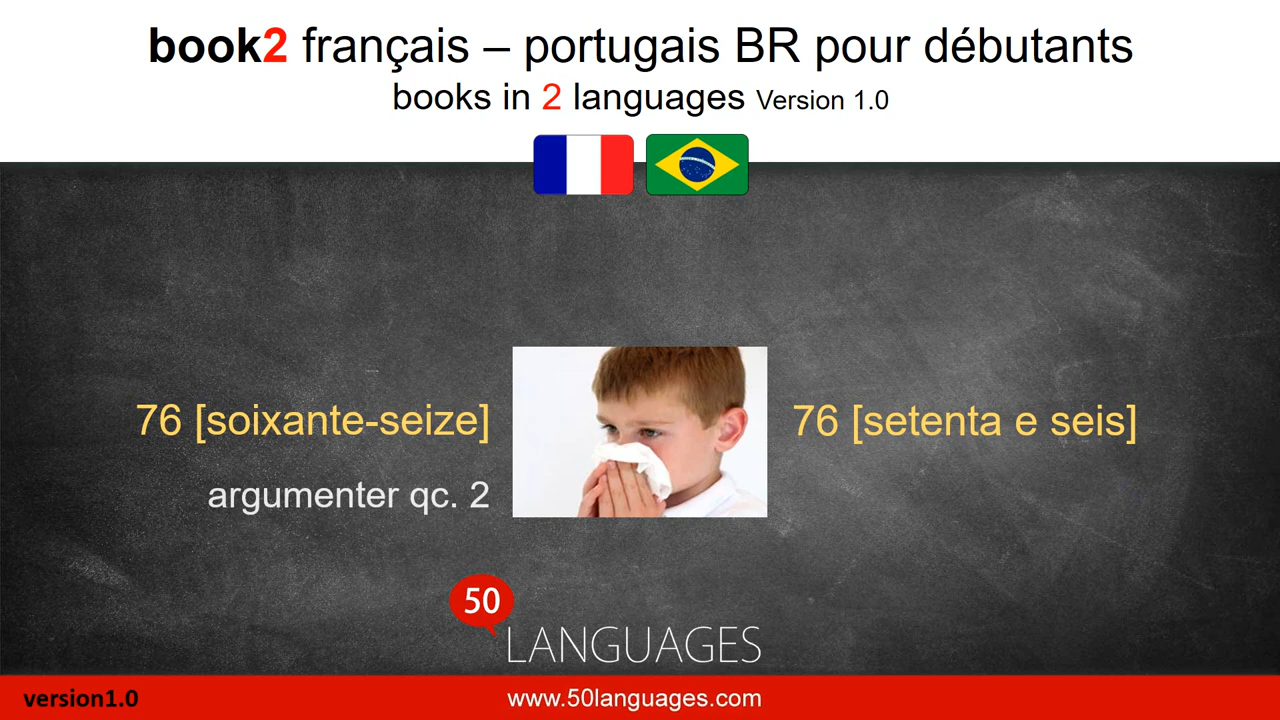 book2 français – portugais BR pour débutants
books in 2 languages Version 1.0
76 [soixante-seize]
76 [setenta e seis]
argumenter qc. 2
50
LANGUAGES
version1.0
www.50languages.com